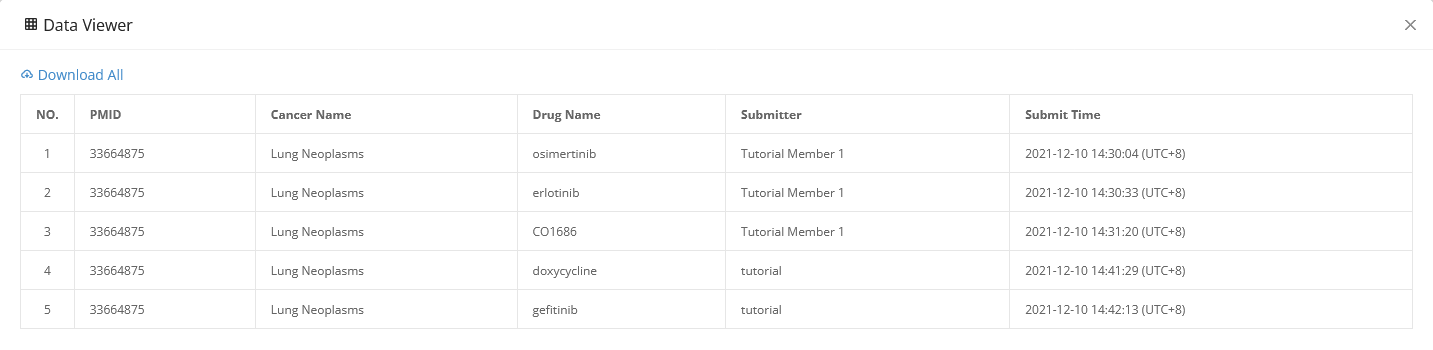 Data Viewer
Download All
NO. PMID Cancer Name Drug Name Submitter Submit Time
1 33664875 Lung Neoplasms osimertinib Tutorial Member 1 2021-12-10 14:30:04 (UTC+8)
2 33664875 Lung Neoplasms erlotinib Tutorial Member 1 2021-12-10 14:30:33 (UTC+8)
3 33664875 Lung Neoplasms CO1686 Tutorial Member 1 2021-12-10 14:31:20 (UTC+8)
4 33664875 Lung Neoplasms doxycycline tutorial 2021-12-10 14:41:29 (UTC+8)
5 33664875 Lung Neoplasms gefitinib tutorial 2021-12-10 14:42:13 (UTC+8)